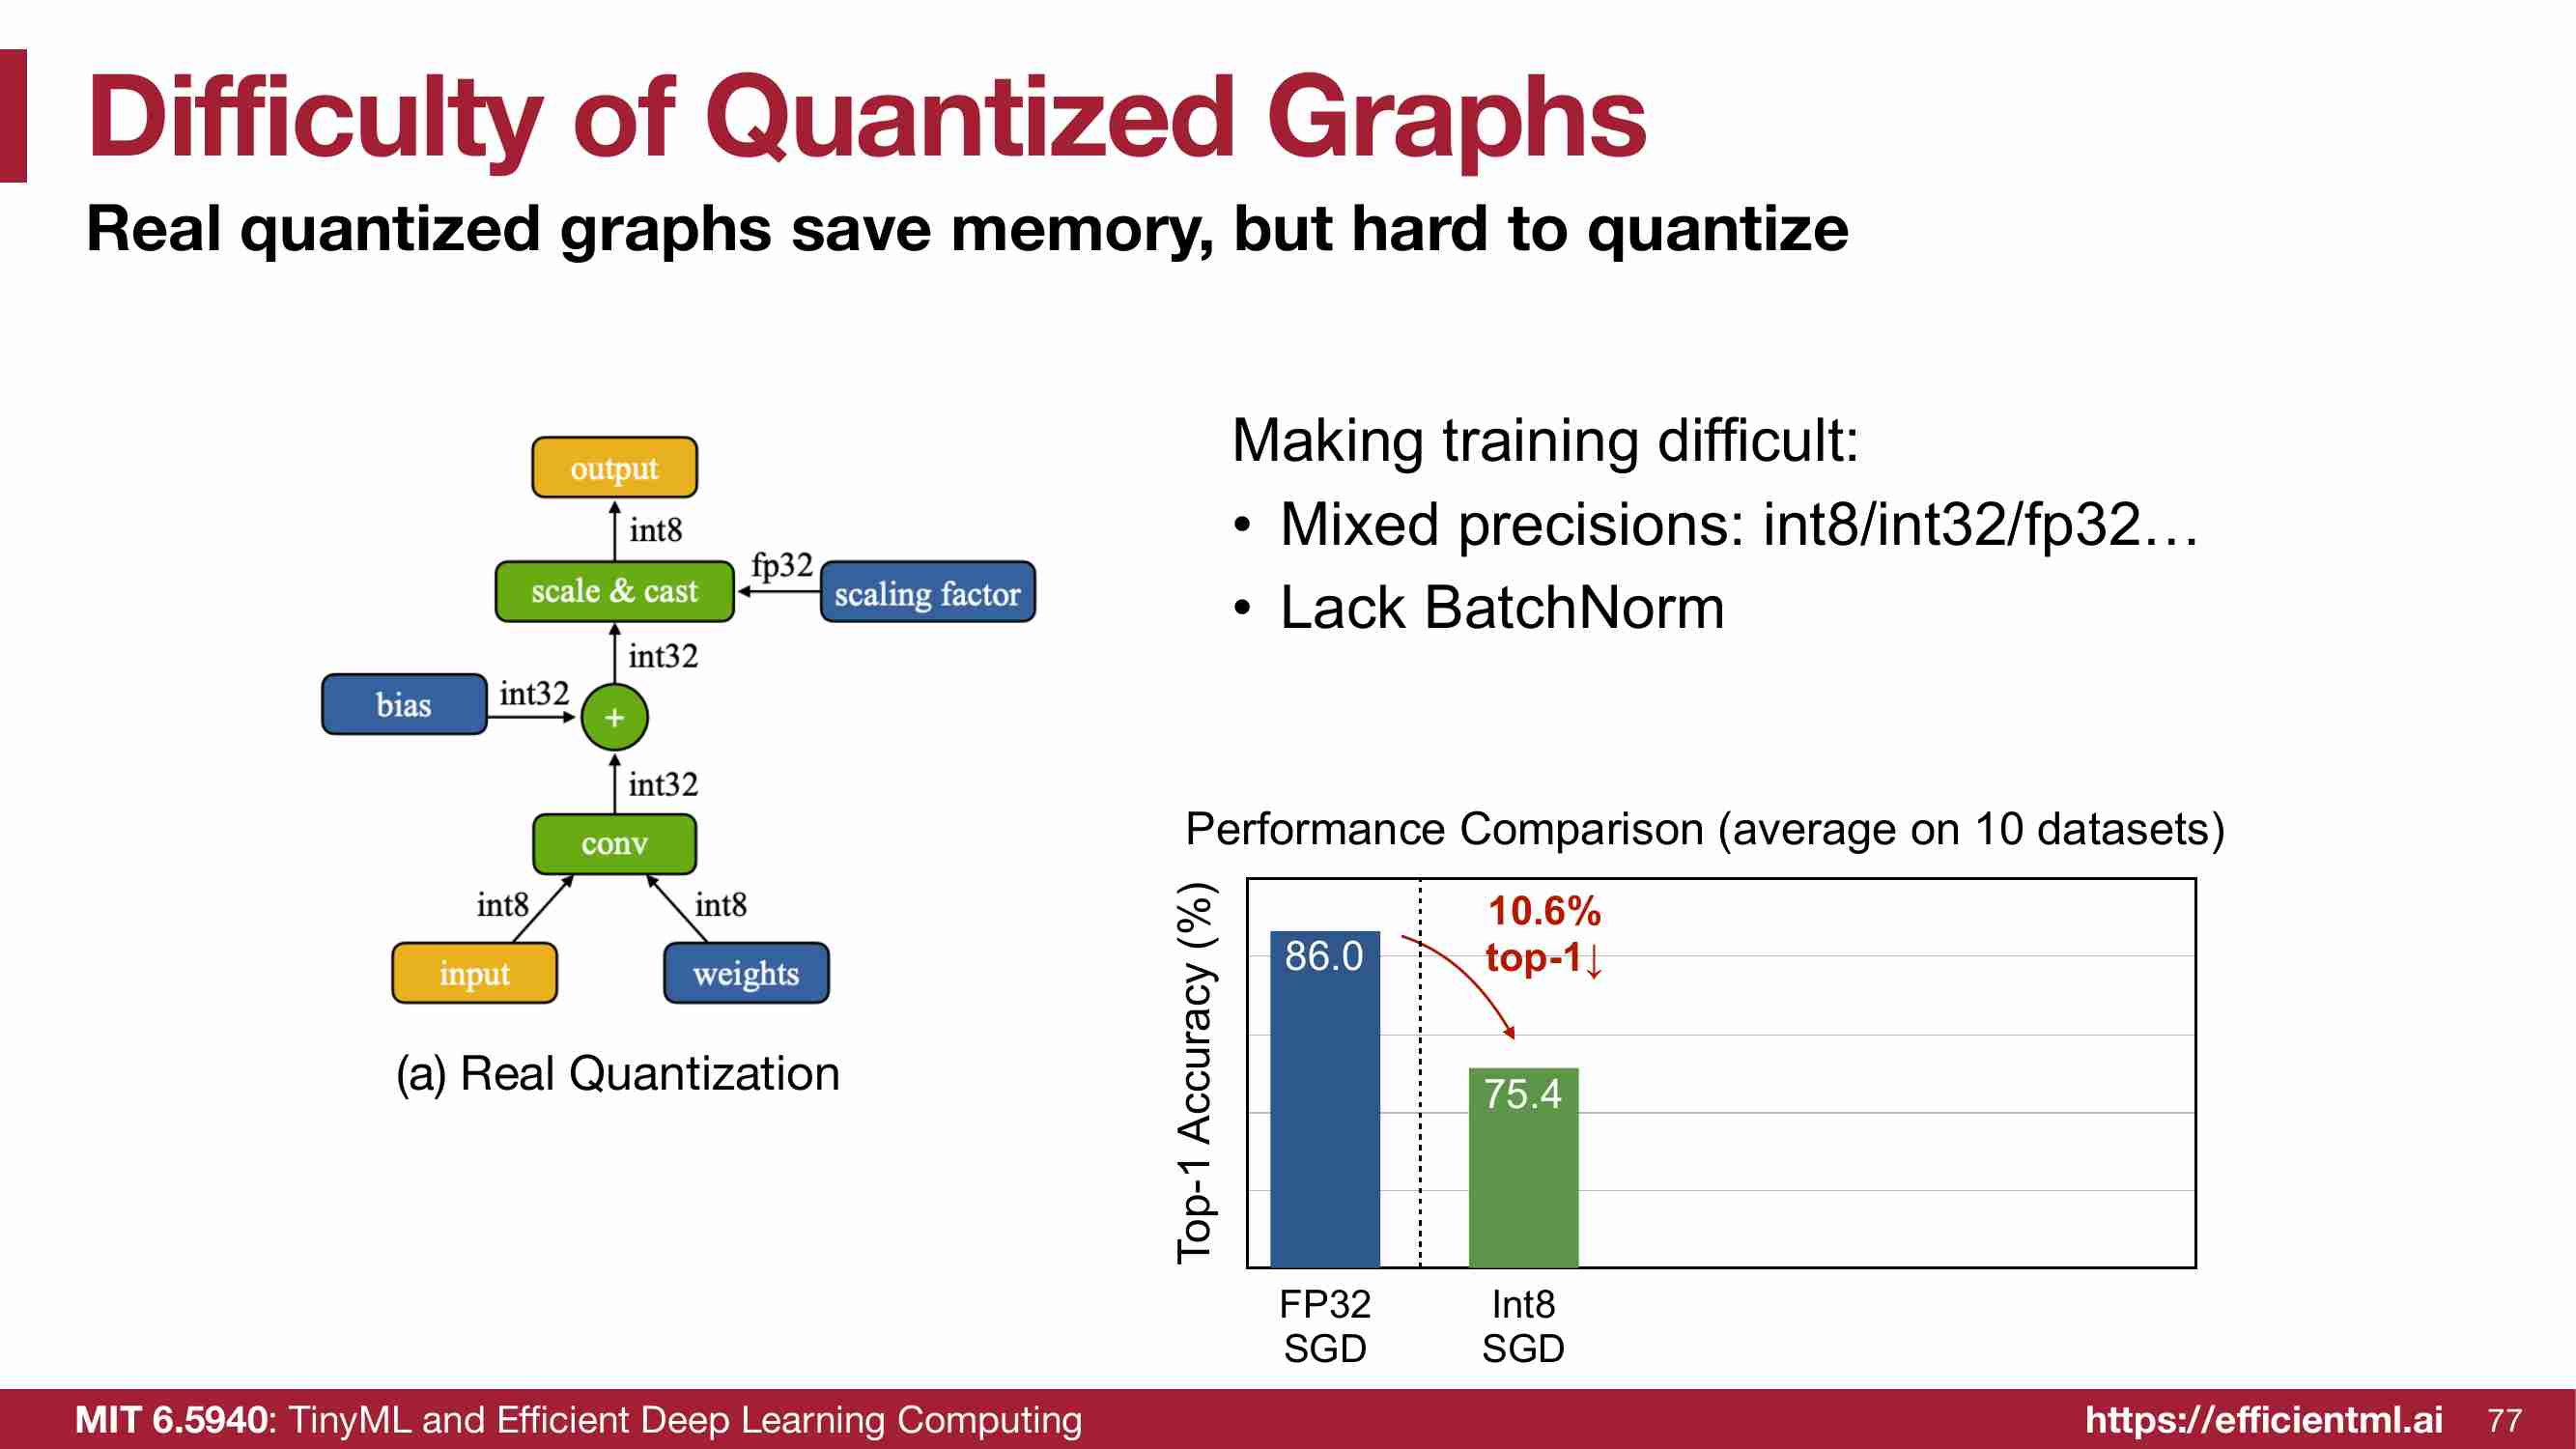 Difficulty of Quantized Graphs
Real quantized graphs save memory, but hard to quantize
output
int8
scale & cast
fp32
scaling factor
int32
bias
int32
+
int32
conv
int8
int8
input
weights
(a) Real Quantization
Making training difficult:
• Mixed precisions: int8/int32/fp32…
• Lack BatchNorm
Performance Comparison (average on 10 datasets)
Top-1 Accuracy (%)
86.0
10.6%
top-1↓
75.4
FP32
SGD
Int8
SGD
MIT 6.5940: TinyML and Efficient Deep Learning Computing
https://efficientml.ai
77